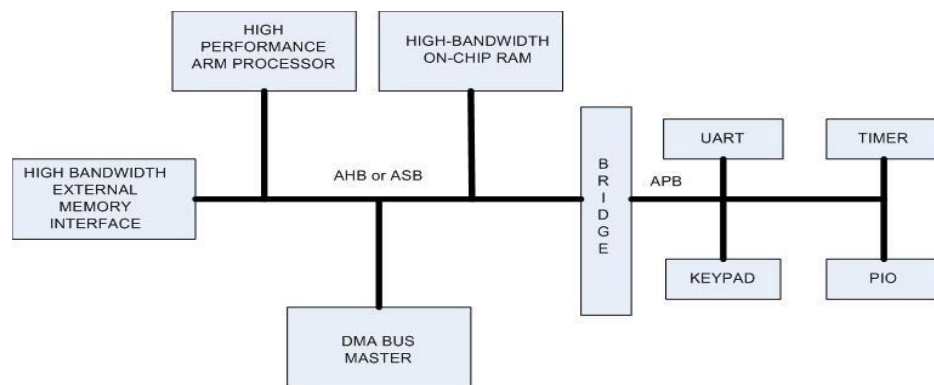 HIGH
PERFORMANCE
ARM PROCESSOR
HIGH-BANDWIDTH
ON-CHIP RAM
HIGH BANDWIDTH
EXTERNAL
MEMORY
INTERFACE
AHB or ASB
DMA BUS
MASTER
B
R
I
D
G
E
APB
UART
TIMER
KEYPAD
PIO